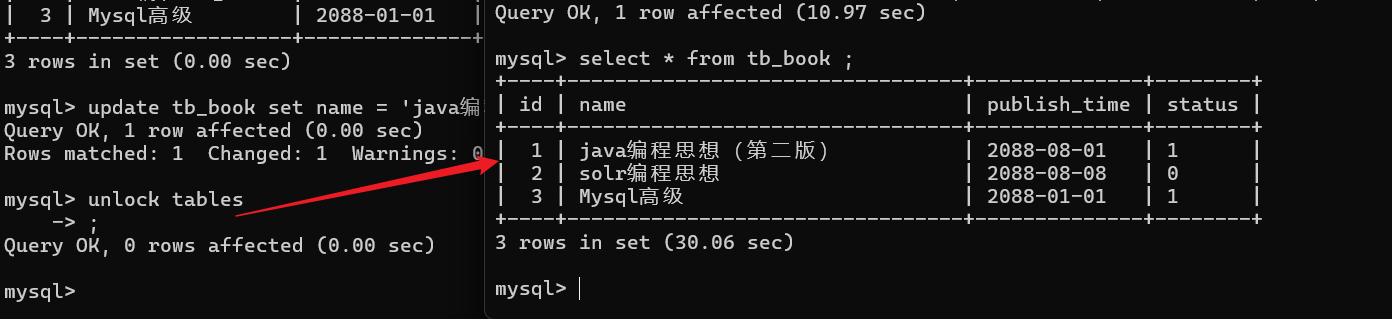 |  3 | Mysql高级         | 2088-01-01   |
+----+------------------+--------------+
3 rows in set (0.00 sec)
mysql> update tb_book set name = 'java编
Query OK, 1 row affected (0.00 sec)
Rows matched: 1  Changed: 1  Warnings: 0
mysql> unlock tables
    -> ;
Query OK, 0 rows affected (0.00 sec)
mysql>
Query OK, 1 row affected (10.97 sec)
mysql> select * from tb_book ;
+----+----------------------------------+--------------+--------+
| id | name                             | publish_time | status |
+----+----------------------------------+--------------+--------+
|  1 | java编程思想（第二版）              | 2088-08-01   | 1      |
|  2 | solr编程思想                      | 2088-08-08   | 0      |
|  3 | Mysql高级                         | 2088-01-01   | 1      |
+----+----------------------------------+--------------+--------+
3 rows in set (30.06 sec)
mysql>